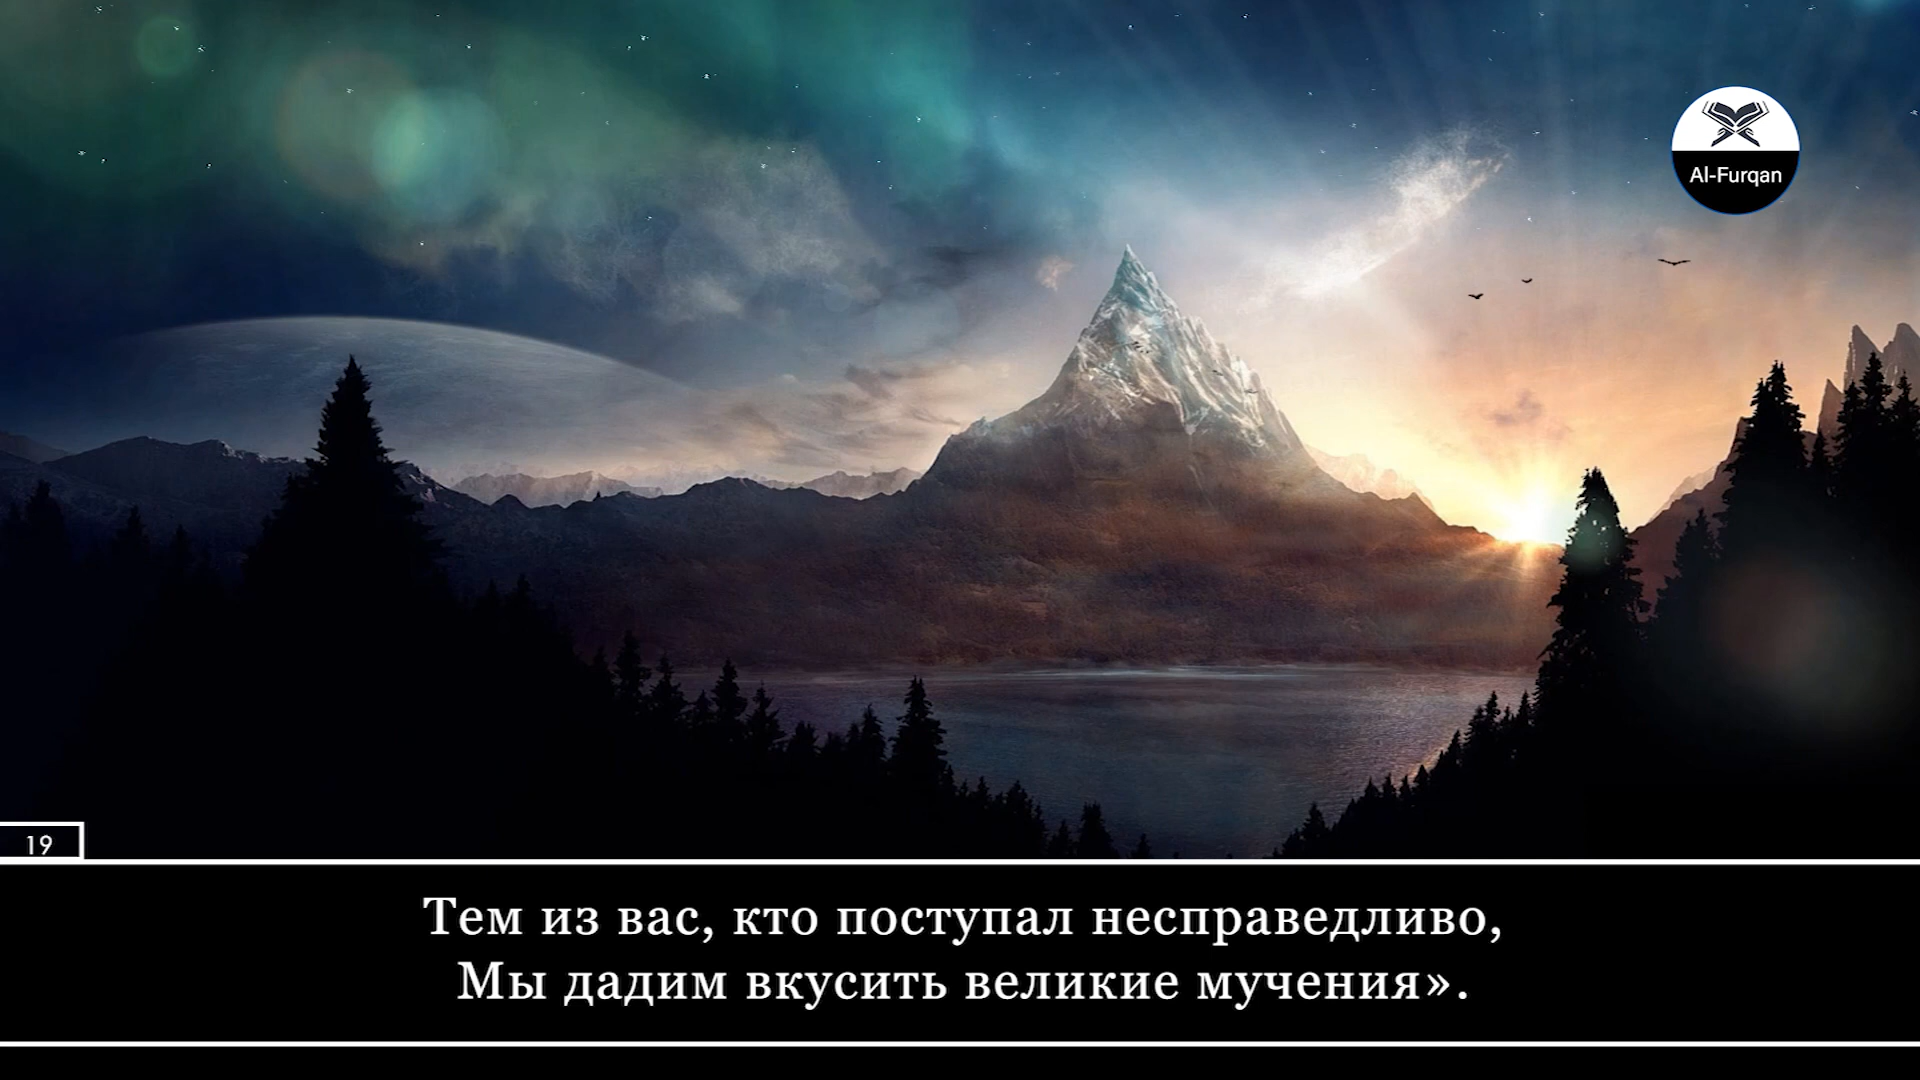 Al-Furqan
19
Тем из вас, кто поступал несправедливо,
Мы дадим вкусить великие мучения».